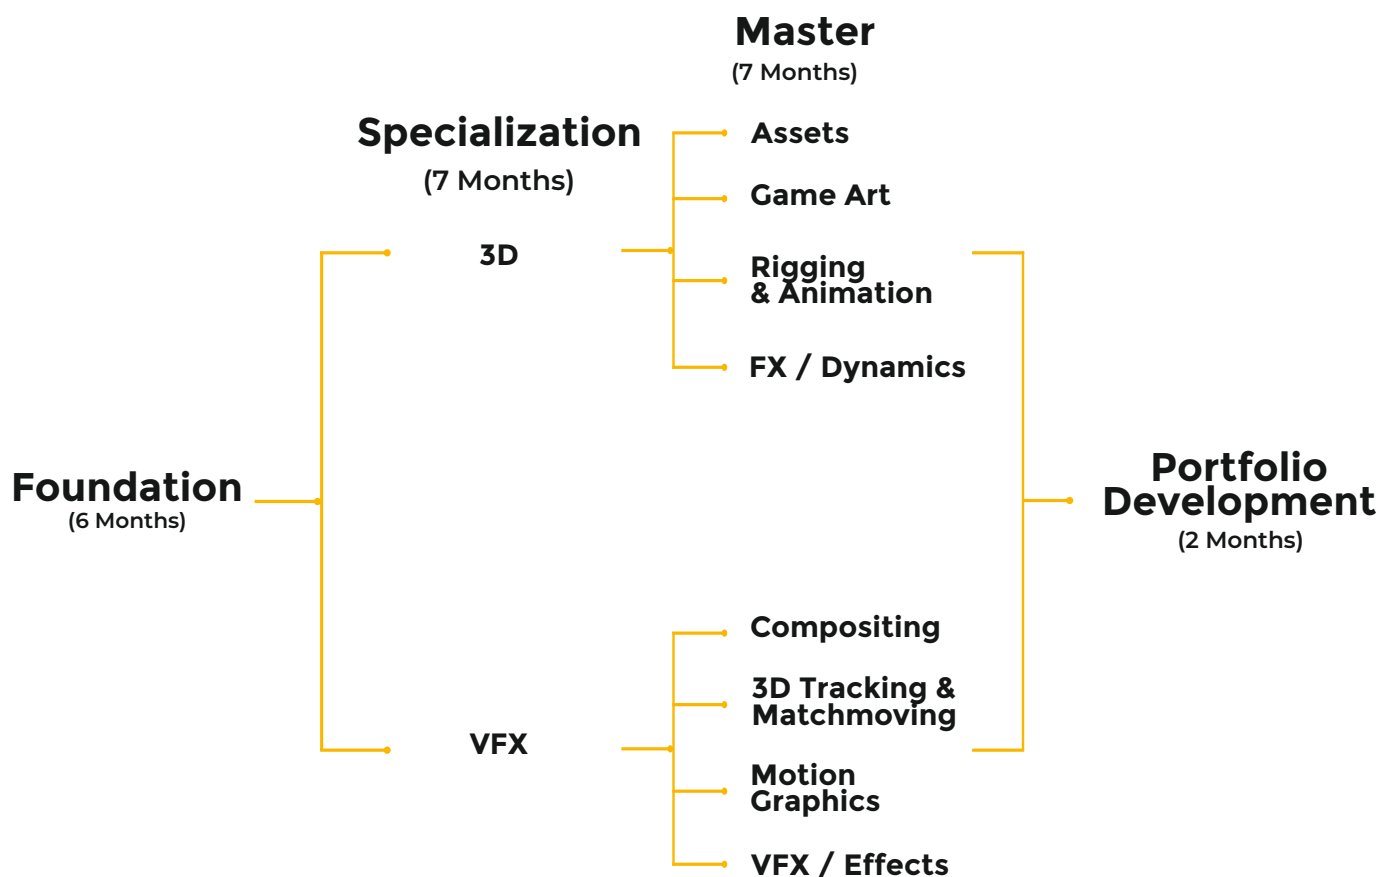 Master
(7 Months)
Specialization
(7 Months)
Assets
Game Art
3D
Rigging
& Animation
FX / Dynamics
Foundation
(6 Months)
Portfolio
Development
(2 Months)
Compositing
3D Tracking &
Matchmoving
VFX
Motion
Graphics
VFX / Effects